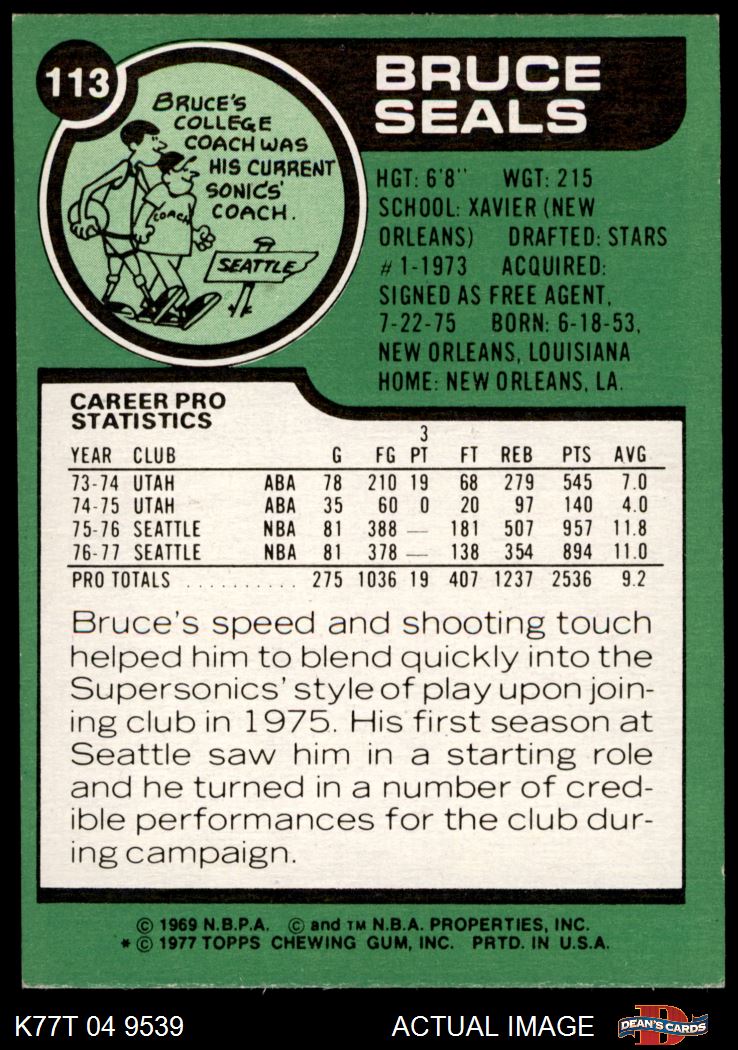 113
BRUCE
SEALS
BRUCE'S
COLLEGE
COACH WAS
HIS CURRENT
SONICS'
COACH.
COACH
SEATTLE
HGT: 6'8" WGT: 215
SCHOOL: XAVIER (NEW
ORLEANS) DRAFTED: STARS
#1-1973 ACQUIRED:
SIGNED AS FREE AGENT,
7-22-75 BORN: 6-18-53,
NEW ORLEANS, LOUISIANA
HOME: NEW ORLEANS, LA.
CAREER PRO
STATISTICS
YEAR CLUB G FG 3 PT FT REB PTS AVG
73-74 UTAH ABA 78 210 19 68 279 545 7.0
74-75 UTAH ABA 35 60 0 20 97 140 4.0
75-76 SEATTLE NBA 81 388 — 181 507 957 11.8
76-77 SEATTLE NBA 81 378 — 138 354 894 11.0
PRO TOTALS .......... 275 1036 19 407 1237 2536 9.2
Bruce's speed and shooting touch
helped him to blend quickly into the
Supersonics' style of play upon join-
ing club in 1975. His first season at
Seattle saw him in a starting role
and he turned in a number of cred-
ible performances for the club dur-
ing campaign.
© 1969 N.B.P.A. © and TM N.B.A. PROPERTIES, INC.
* © 1977 TOPPS CHEWING GUM, INC. PRTD. IN U.S.A.
K77T 04 9539 ACTUAL IMAGE D DEAN'S CARDS